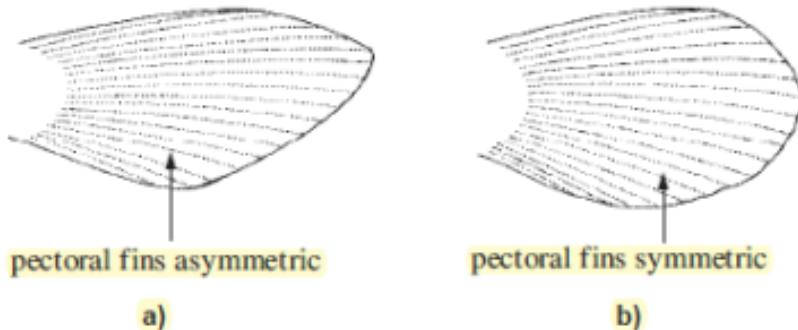 pectoral fins asymmetric
pectoral fins symmetric
a)
b)